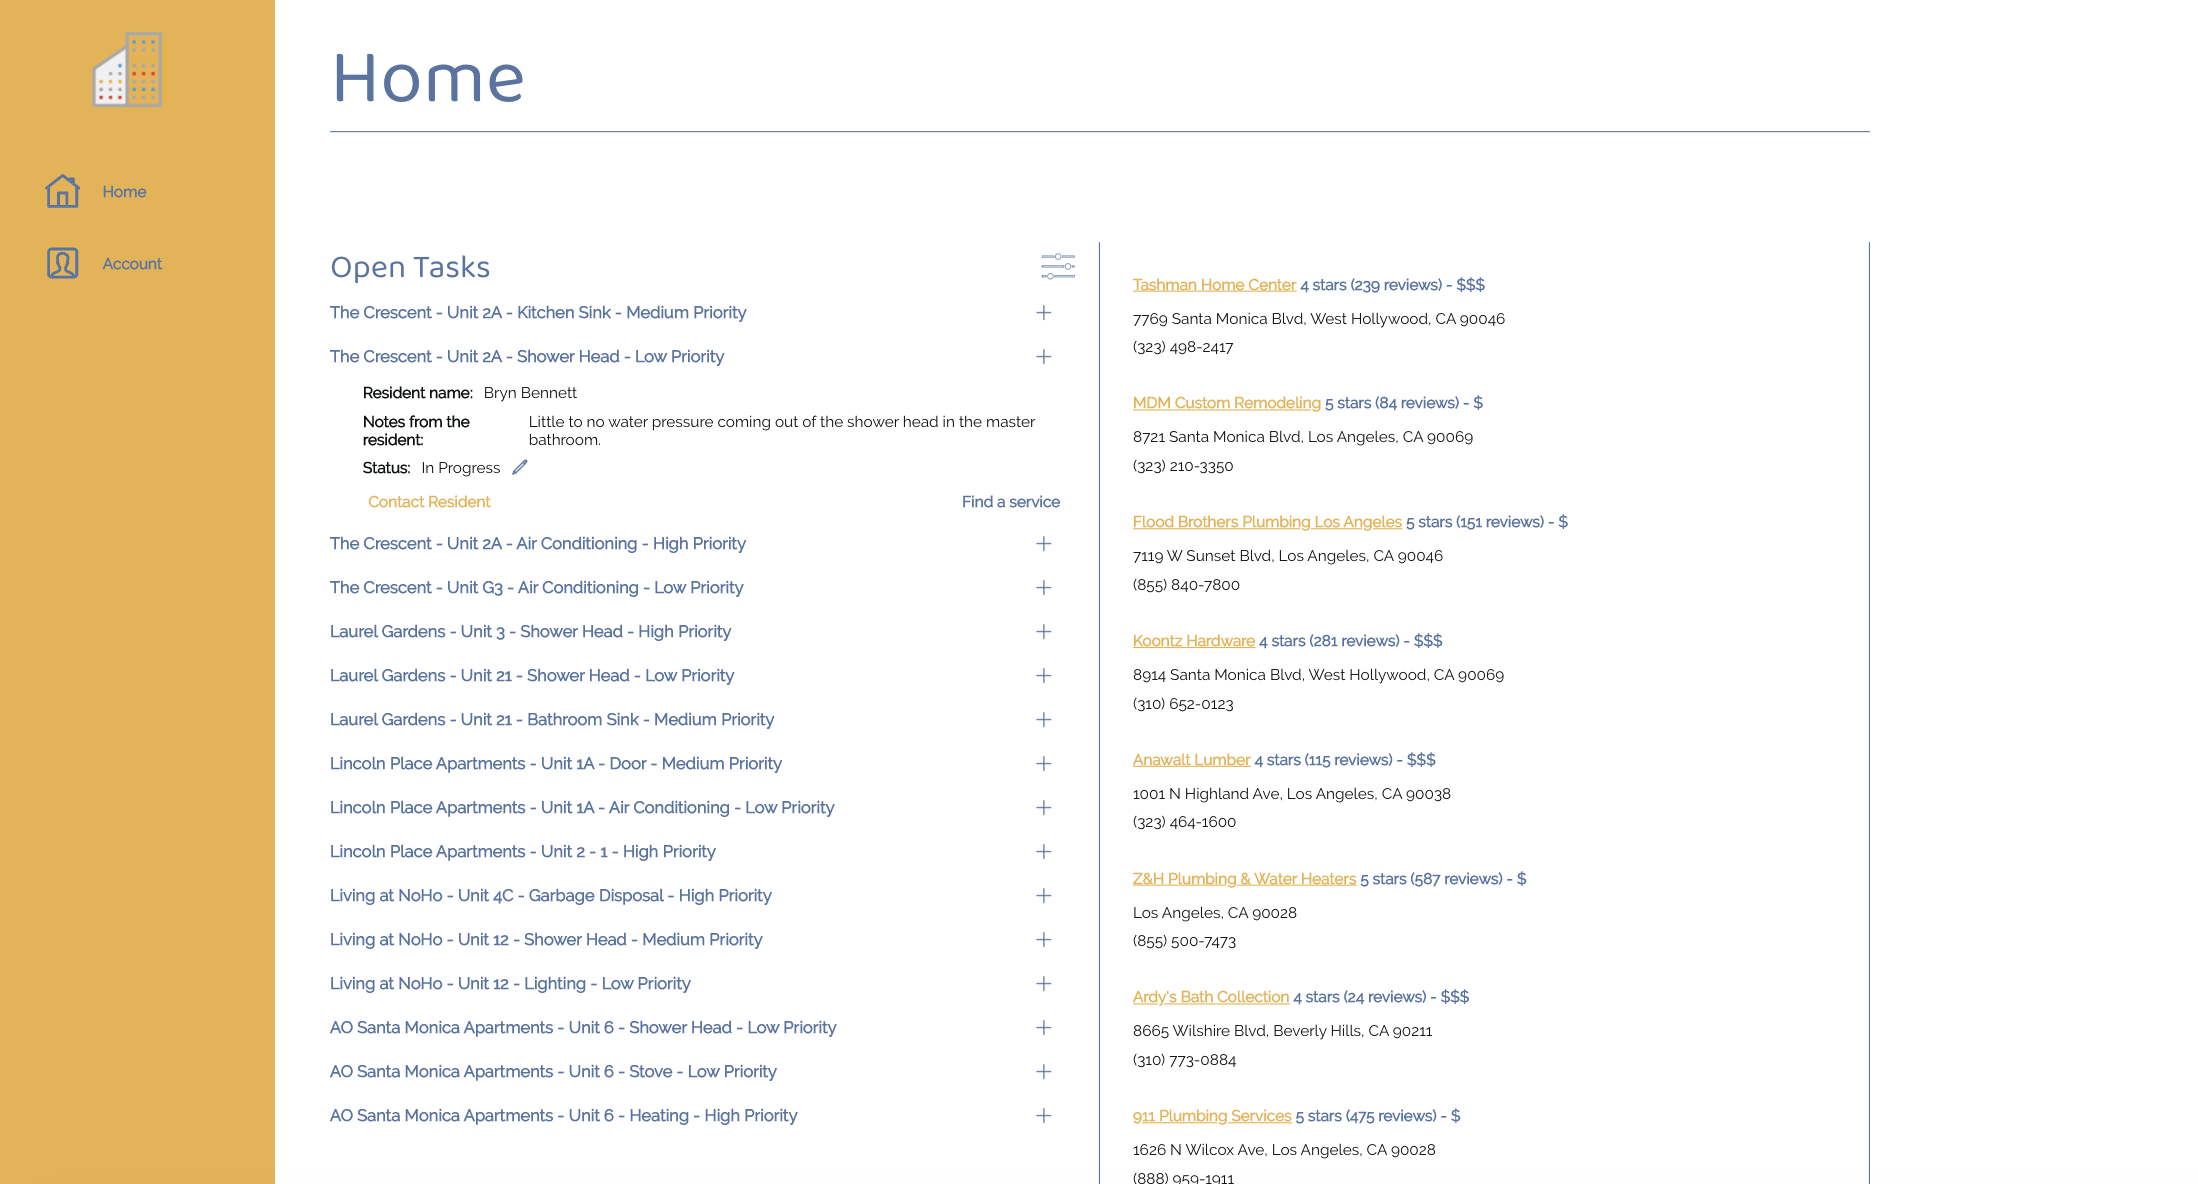 Home
Home
Account
Open Tasks
The Crescent - Unit 2A - Kitchen Sink - Medium Priority
The Crescent - Unit 2A - Shower Head - Low Priority
Resident name: Bryn Bennett
Notes from the resident: Little to no water pressure coming out of the shower head in the master bathroom.
Status: In Progress
Contact Resident
Find a service
The Crescent - Unit 2A - Air Conditioning - High Priority
The Crescent - Unit G3 - Air Conditioning - Low Priority
Laurel Gardens - Unit 3 - Shower Head - High Priority
Laurel Gardens - Unit 21 - Shower Head - Low Priority
Laurel Gardens - Unit 21 - Bathroom Sink - Medium Priority
Lincoln Place Apartments - Unit 1A - Door - Medium Priority
Lincoln Place Apartments - Unit 1A - Air Conditioning - Low Priority
Lincoln Place Apartments - Unit 2 - 1 - High Priority
Living at NoHo - Unit 4C - Garbage Disposal - High Priority
Living at NoHo - Unit 12 - Shower Head - Medium Priority
Living at NoHo - Unit 12 - Lighting - Low Priority
AO Santa Monica Apartments - Unit 6 - Shower Head - Low Priority
AO Santa Monica Apartments - Unit 6 - Stove - Low Priority
AO Santa Monica Apartments - Unit 6 - Heating - High Priority
Tashman Home Center 4 stars (239 reviews) - $$$
7769 Santa Monica Blvd, West Hollywood, CA 90046
(323) 498-2417
MDM Custom Remodeling 5 stars (84 reviews) - $
8721 Santa Monica Blvd, Los Angeles, CA 90069
(323) 210-3350
Flood Brothers Plumbing Los Angeles 5 stars (151 reviews) - $
7119 W Sunset Blvd, Los Angeles, CA 90046
(855) 840-7800
Koontz Hardware 4 stars (281 reviews) - $$$
8914 Santa Monica Blvd, West Hollywood, CA 90069
(310) 652-0123
Anawalt Lumber 4 stars (115 reviews) - $$$
1001 N Highland Ave, Los Angeles, CA 90038
(323) 464-1600
Z&H Plumbing & Water Heaters 5 stars (587 reviews) - $
Los Angeles, CA 90028
(855) 500-7473
Ardy's Bath Collection 4 stars (24 reviews) - $$$
8665 Wilshire Blvd, Beverly Hills, CA 90211
(310) 773-0884
911 Plumbing Services 5 stars (475 reviews) - $
1626 N Wilcox Ave, Los Angeles, CA 90028
(888) 959-1911